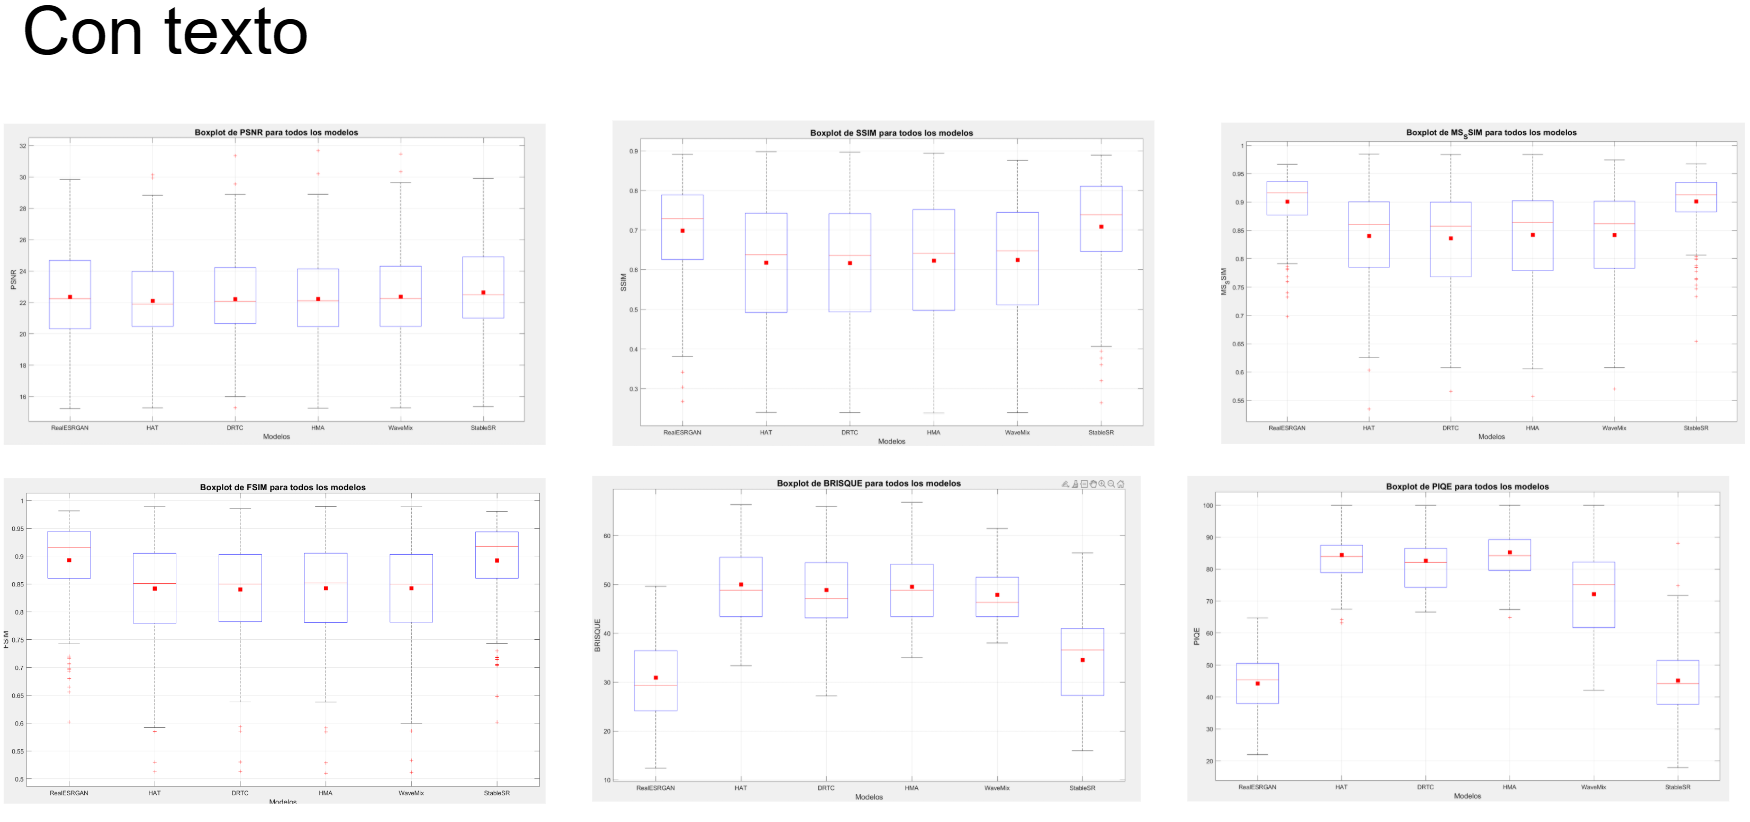 Con texto
Boxplot de PSNR para todos los modelos
32
30
28
26
24
22
20
18
16
PSNR
RealESRGAN HAT DRTC HMA WaveMix StableSR
Modelos
Boxplot de SSIM para todos los modelos
0.9
0.8
0.7
0.6
0.5
0.4
0.3
SSIM
RealESRGAN HAT DRTC HMA WaveMix StableSR
Modelos
Boxplot de MSSSIM para todos los modelos
1
0.95
0.9
0.85
0.8
0.75
0.7
0.65
0.6
0.55
MSSSIM
RealESRGAN HAT DRTC HMA WaveMix StableSR
Modelos
Boxplot de FSIM para todos los modelos
1
0.95
0.9
0.85
0.8
0.75
0.7
0.65
0.6
0.55
0.5
FSIM
RealESRGAN HAT DRTC HMA WaveMix StableSR
Modelos
Boxplot de BRISQUE para todos los modelos
60
50
40
30
20
10
BRISQUE
RealESRGAN HAT DRTC HMA WaveMix StableSR
Modelos
Boxplot de PIQE para todos los modelos
100
90
80
70
60
50
40
30
20
PIQE
RealESRGAN HAT DRTC HMA WaveMix StableSR
Modelos